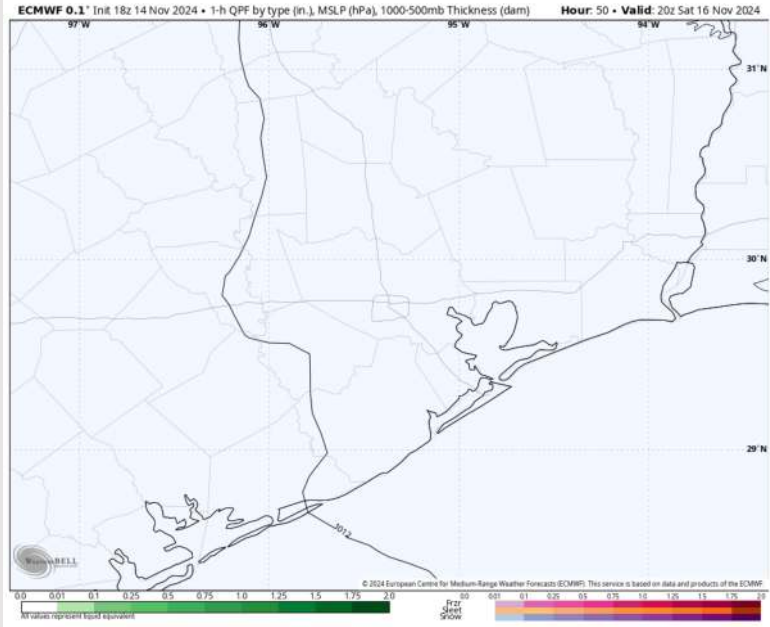 ECMWF 0.1° Init 18z 14 Nov 2024 • 1-h QPF by type (in.), MSLP (hPa), 1000-500mb Thickness (dam) Hour: 50 • Valid: 20z Sat 16 Nov 2024
97°W 96°W 95°W 94°W
31°N
30°N
29°N
3012
WEATHERBELL
© 2024 European Centre for Medium-Range Weather Forecasts (ECMWF). This service is based on data and products of the ECMWF
0.0 0.01 0.1 0.25 0.5 0.75 1.0 1.25 1.5 1.75 2.0
0.0 0.01 0.1 0.25 0.5 0.75 1.0 1.25 1.5 1.75 2.0
All values represent liquid equivalent
Frzr
Sleet
Snow